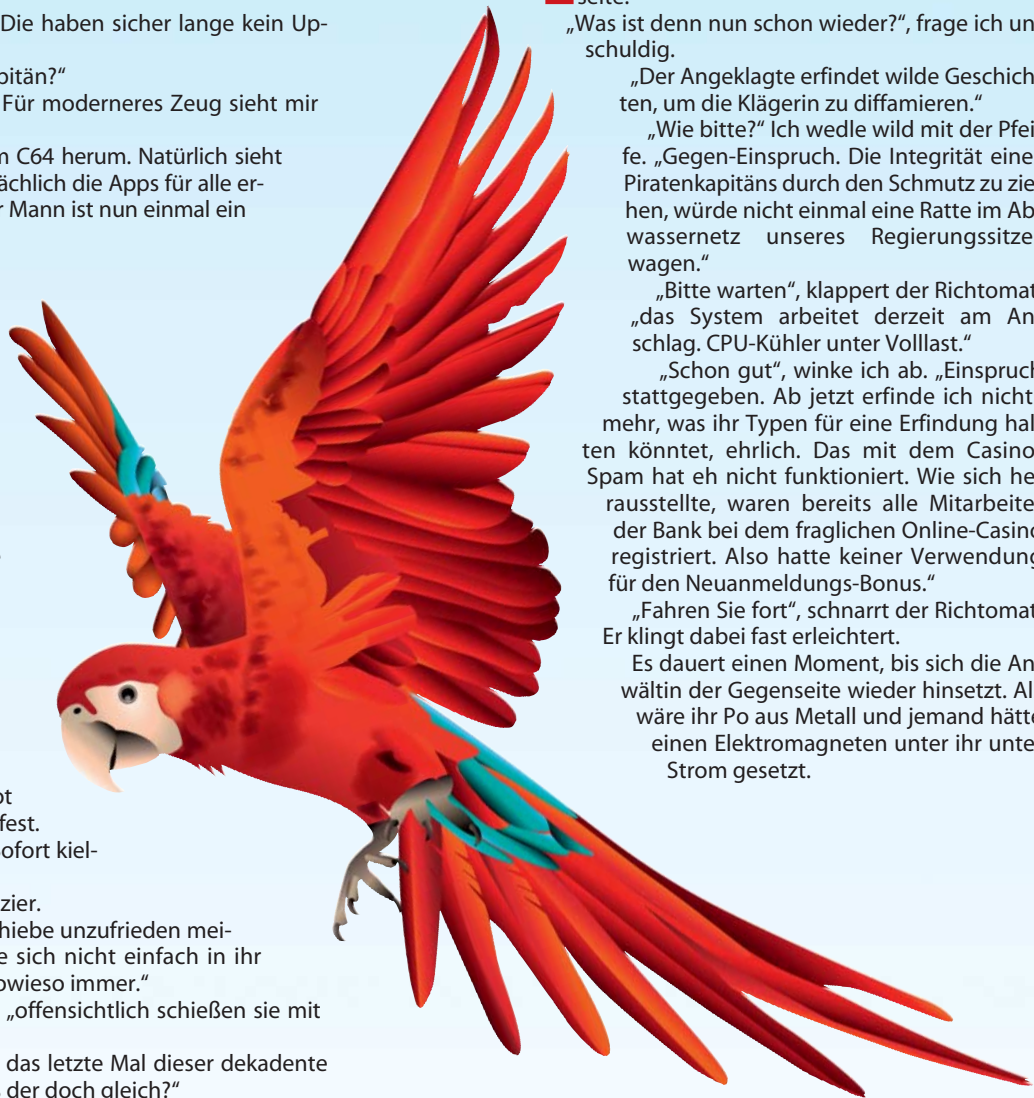 Die haben sicher lange kein Up-
pitän?“
Für moderneres Zeug sieht mir
m C64 herum. Natürlich sieht
ächlich die Apps für alle er-
r Mann ist nun einmal ein
ot
fest.
ofort kiel-
zier.
hiebe unzufrieden mei-
e sich nicht einfach in ihr
owieso immer.“
„offensichtlich schießen sie mit
das letzte Mal dieser dekadente
s der doch gleich?“
seite.
„Was ist denn nun schon wieder?“, frage ich un
schuldig.
„Der Angeklagte erfindet wilde Geschich
ten, um die Klägerin zu diffamieren.“
„Wie bitte?“ Ich wedle wild mit der Pfei
fe. „Gegen-Einspruch. Die Integrität eine
Piratenkapitäns durch den Schmutz zu zie
hen, würde nicht einmal eine Ratte im Ab
wassernetz unseres Regierungssitze
wagen.“
„Bitte warten“, klappert der Richtomat
„das System arbeitet derzeit am An
schlag. CPU-Kühler unter Volllast.“
„Schon gut“, winke ich ab. „Einspruch
stattgegeben. Ab jetzt erfinde ich nicht
mehr, was ihr Typen für eine Erfindung hal
ten könntet, ehrlich. Das mit dem Casino
Spam hat eh nicht funktioniert. Wie sich he
rausstellte, waren bereits alle Mitarbeite
der Bank bei dem fraglichen Online-Casino
registriert. Also hatte keiner Verwendung
für den Neuanmeldungs-Bonus.“
„Fahren Sie fort“, schnarrt der Richtomat
Er klingt dabei fast erleichtert.
Es dauert einen Moment, bis sich die An
wältin der Gegenseite wieder hinsetzt. Al
wäre ihr Po aus Metall und jemand hätte
einen Elektromagneten unter ihr unte
Strom gesetzt.